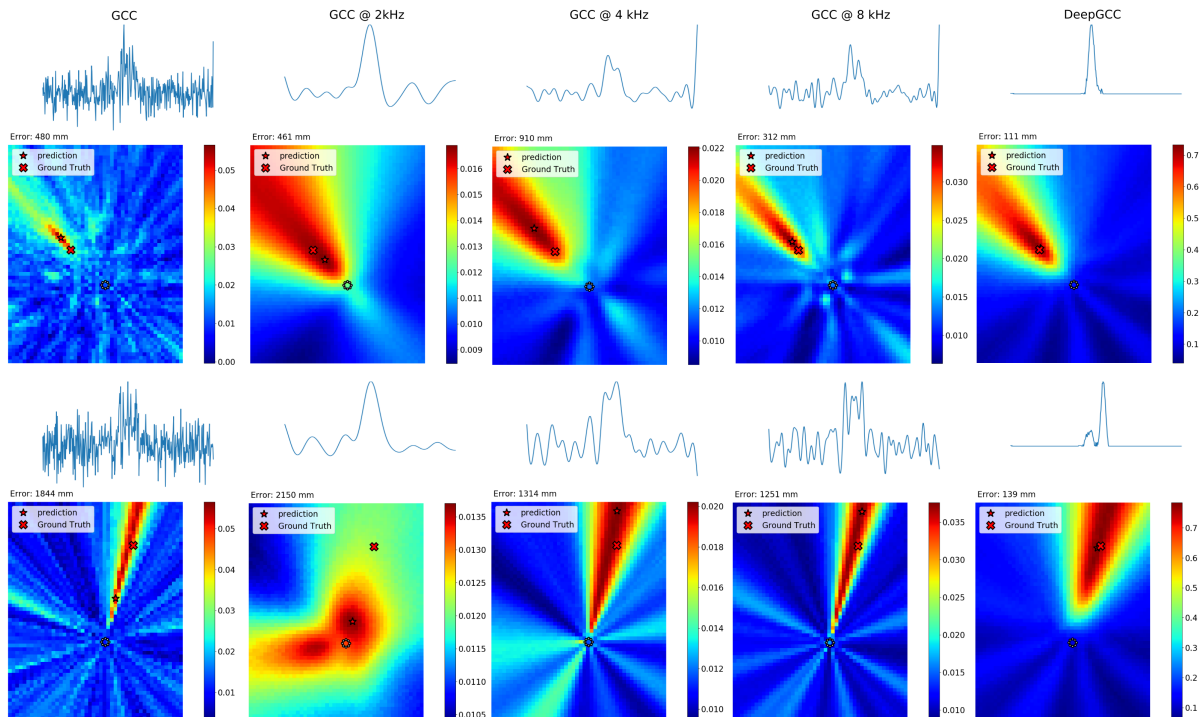 GCC
GCC @ 2kHz
GCC @ 4 kHz
GCC @ 8 kHz
DeepGCC
Error: 480 mm
prediction
Ground Truth
0.05
0.04
0.03
0.02
0.01
0.00
Error: 461 mm
prediction
Ground Truth
0.016
0.015
0.014
0.013
0.012
0.011
0.010
0.009
Error: 910 mm
prediction
Ground Truth
0.022
0.020
0.018
0.016
0.014
0.012
0.010
Error: 312 mm
prediction
Ground Truth
0.030
0.025
0.020
0.015
0.010
Error: 111 mm
prediction
Ground Truth
0.7
0.6
0.5
0.4
0.3
0.2
0.1
Error: 1844 mm
prediction
Ground Truth
0.05
0.04
0.03
0.02
0.01
Error: 2150 mm
prediction
Ground Truth
0.0135
0.0130
0.0125
0.0120
0.0115
0.0110
0.0105
Error: 1314 mm
prediction
Ground Truth
0.020
0.018
0.016
0.014
0.012
0.010
Error: 1251 mm
prediction
Ground Truth
0.035
0.030
0.025
0.020
0.015
0.010
Error: 139 mm
prediction
Ground Truth
0.7
0.6
0.5
0.4
0.3
0.2
0.1